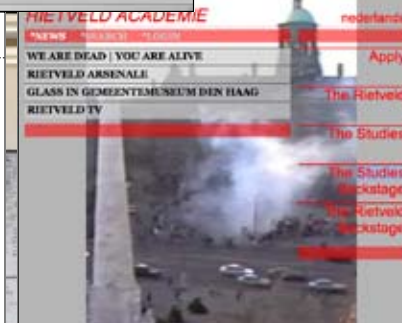 RIETVELD ACADEMIE
*NEWS *SEARCH *LOGIN
WE ARE DEAD | YOU ARE ALIVE
RIETVELD ARSENALE
GLASS IN GEMEENTEMUSEUM DEN HAAG
RIETVELD TV
nederlands
Apply
The Rietveld
The Studies
The Studies
Backstage
The Rietveld
Backstage